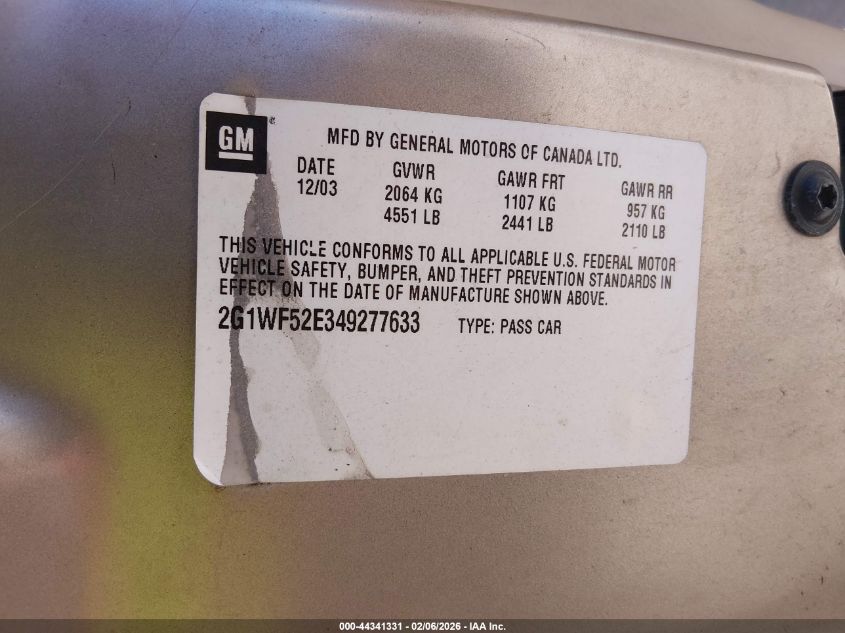 GM®
MFD BY GENERAL MOTORS OF CANADA LTD.
DATE GVWR GAWR FRT GAWR RR
12/03 2064 KG 1107 KG 957 KG
4551 LB 2441 LB 2110 LB
THIS VEHICLE CONFORMS TO ALL APPLICABLE U.S. FEDERAL MOTOR
VEHICLE SAFETY, BUMPER, AND THEFT PREVENTION STANDARDS IN
EFFECT ON THE DATE OF MANUFACTURE SHOWN ABOVE.
2G1WF52E349277633 TYPE: PASS CAR
000-44341331 - 02/06/2026 - IAA Inc.